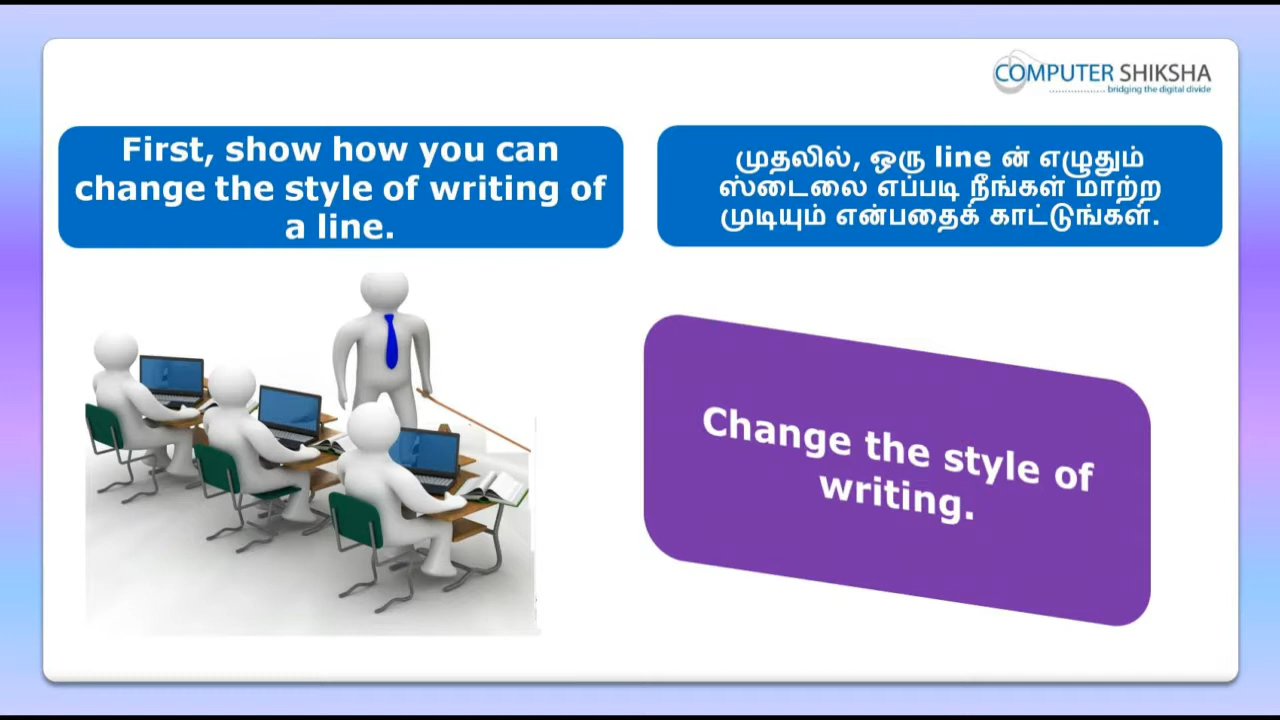 COMPUTER SHIKSHA
bridging the digital divide
First, show how you can
change the style of writing of
a line.
முதலில், ஒரு line ன் எழுதும்
ஸ்டைலை எப்படி நீங்கள் மாற்ற
முடியும் என்பதைக் காட்டுங்கள்.
Change the style of
writing.